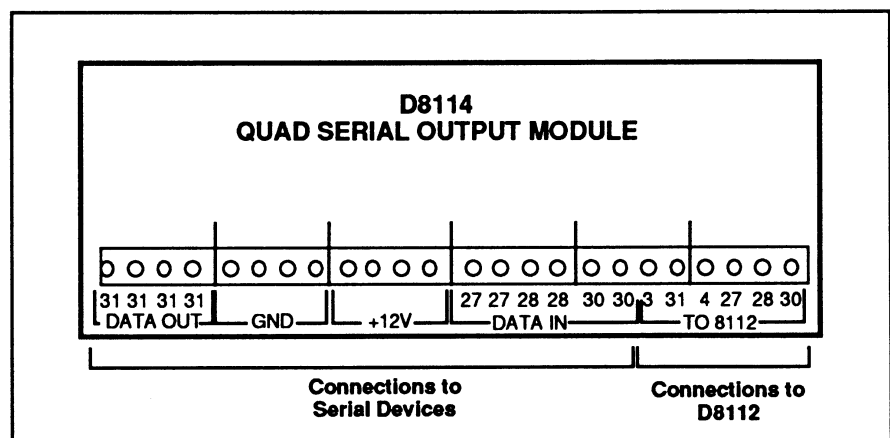 D8114
QUAD SERIAL OUTPUT MODULE
31 31 31 31 27 27 28 28 30 30 3 31 4 27 28 30
DATA OUT GND +12V DATA IN TO 8112
Connections to
Serial Devices
Connections to
D8112